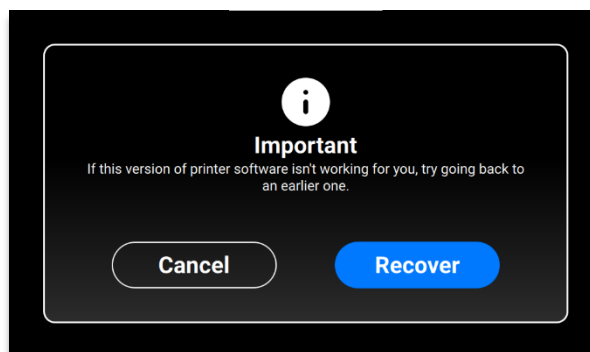 Important
If this version of printer software isn't working for you, try going back to
an earlier one.
Cancel
Recover